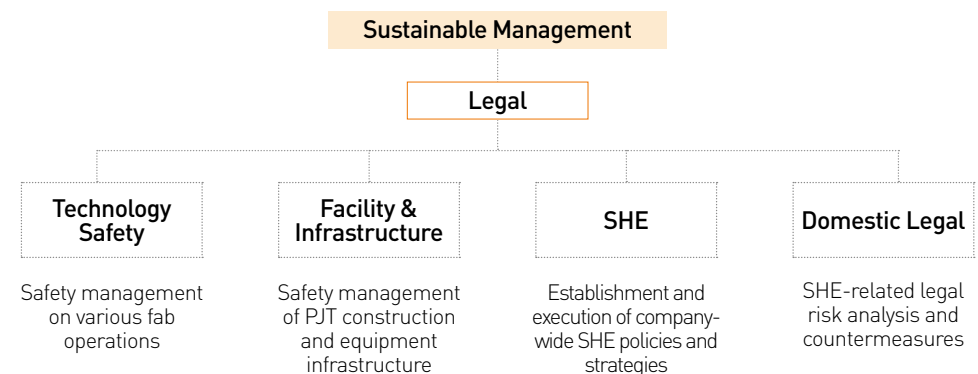 Sustainable Management
Legal
Technology
Safety
Facility &
Infrastructure
SHE
Domestic Legal
Safety management
on various fab
operations
Safety management
of PJT construction
and equipment
infrastructure
Establishment and
execution of company-
wide SHE policies and
strategies
SHE-related legal
risk analysis and
countermeasures